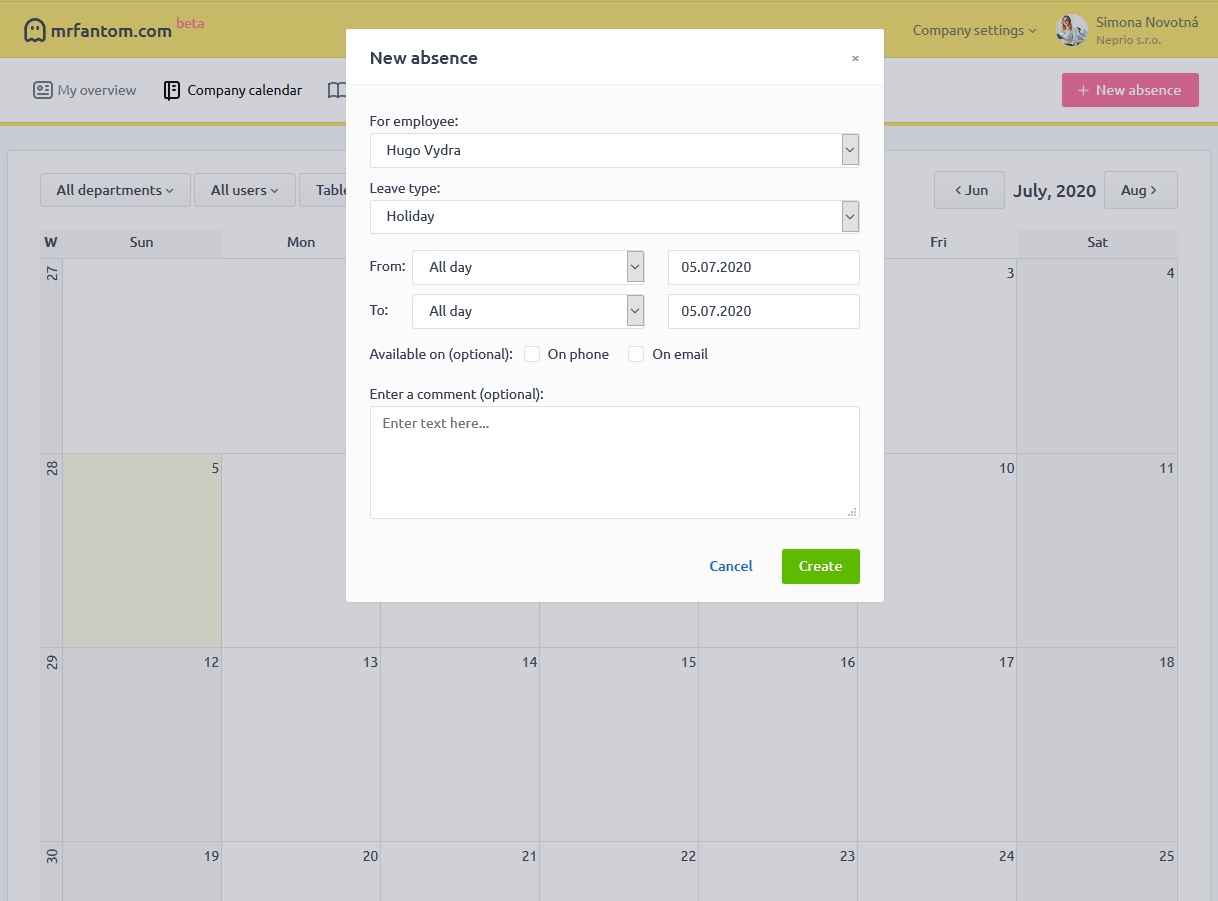 mrfantom.com beta
Company settings
Simona Novotná
Neprio s.r.o.
My overview
Company calendar
+ New absence
New absence
×
For employee:
Hugo Vydra
Leave type:
Holiday
From: All day 05.07.2020
To: All day 05.07.2020
Available on (optional): On phone On email
Enter a comment (optional):
Enter text here...
Cancel Create
All departments All users Table
Jun July, 2020 Aug
W Sun Mon Fri Sat
27 3 4
28 5 10 11
29 12 13 14 15 16 17 18
30 19 20 21 22 23 24 25